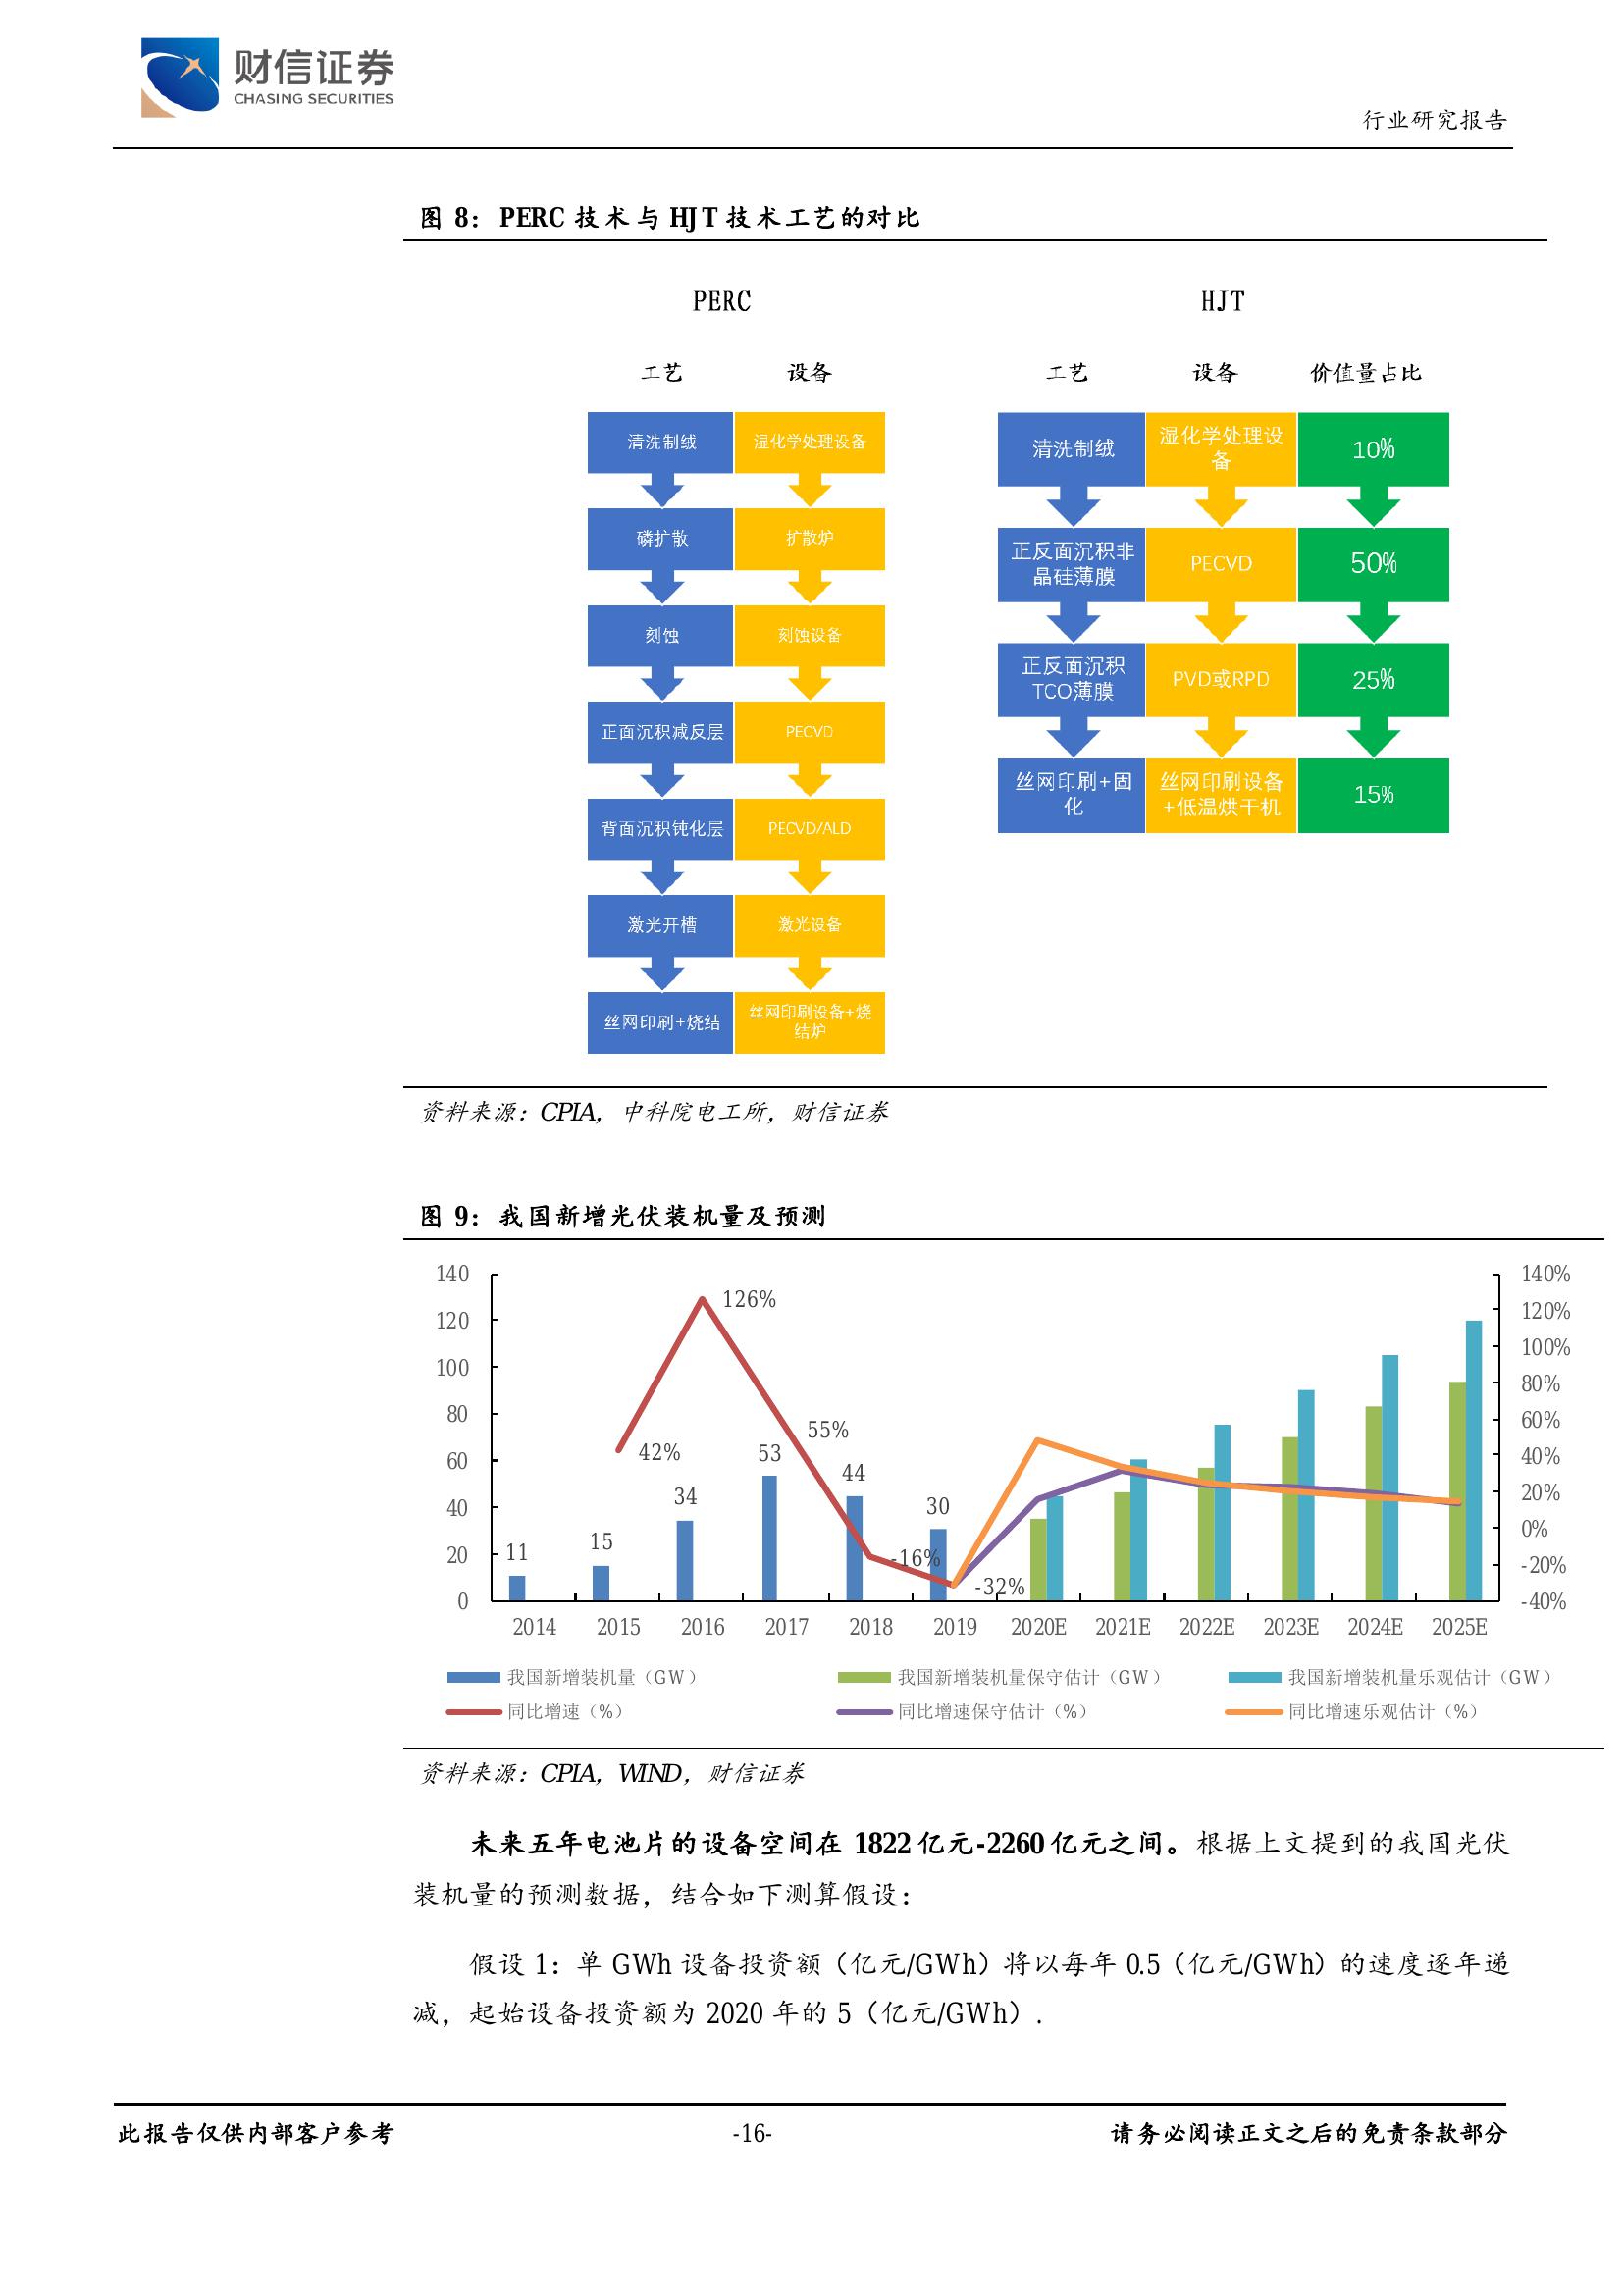 财信证券
CHASING SECURITIES
行业研究报告
图 8：PERC 技术与 HJT 技术工艺的对比
PERC
工艺 设备
清洗制绒 湿化学处理设备
磷扩散 扩散炉
刻蚀 刻蚀设备
正面沉积减反层 PECVD
背面沉积钝化层 PECVD/ALD
激光开槽 激光设备
丝网印刷+烧结 丝网印刷设备+烧
结炉
HJT
工艺 设备 价值量占比
清洗制绒 湿化学处理设
备 10%
正反面沉积非
晶硅薄膜 PECVD 50%
正反面沉积
TCO薄膜 PVD或RPD 25%
丝网印刷+固
化 丝网印刷设备
+低温烘干机 15%
资料来源：CPIA，中科院电工所，财信证券
图 9：我国新增光伏装机量及预测
140
120
100
80
60
40
20
0
140%
120%
100%
80%
60%
40%
20%
0%
-20%
-40%
11
15
34
53
44
30
42%
126%
55%
-16%
-32%
2014 2015 2016 2017 2018 2019 2020E 2021E 2022E 2023E 2024E 2025E
我国新增装机量（GW） 我国新增装机量保守估计（GW） 我国新增装机量乐观估计（GW）
同比增速（%） 同比增速保守估计（%） 同比增速乐观估计（%）
资料来源：CPIA，WIND，财信证券
未来五年电池片的设备空间在 1822 亿元-2260 亿元之间。根据上文提到的我国光伏
装机量的预测数据，结合如下测算假设：
假设 1：单 GWh 设备投资额（亿元/GWh）将以每年 0.5（亿元/GWh）的速度逐年递
减，起始设备投资额为 2020 年的 5（亿元/GWh）.
此报告仅供内部客户参考 -16- 请务必阅读正文之后的免责条款部分